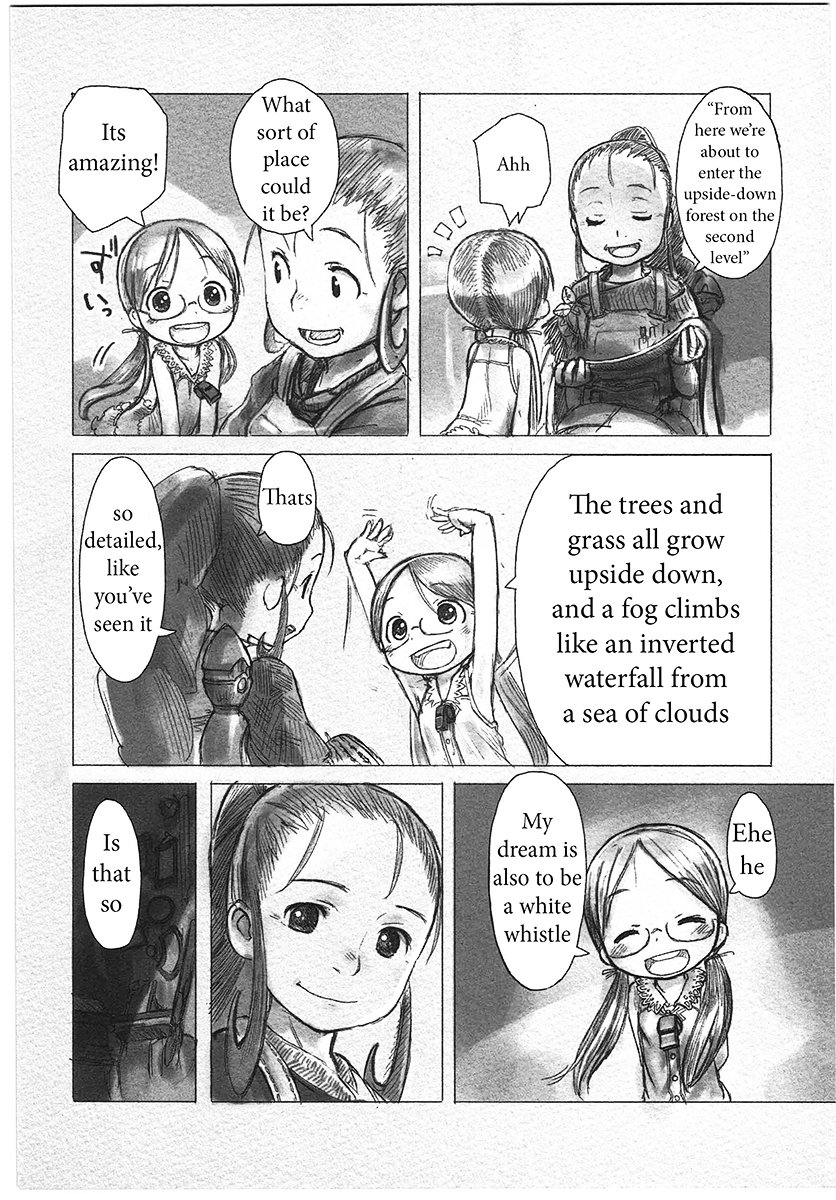 “From
here we’re
about to
enter the
upside-down
forest on the
second
level”
Ahh
What
sort of
place
could
it be?
Its
amazing!
ずいっ
The trees and
grass all grow
upside down,
and a fog climbs
like an inverted
waterfall from
a sea of clouds
Thats
so
detailed,
like
you’ve
seen it
Ehe
he
My
dream is
also to be
a white
whistle
Is
that
so